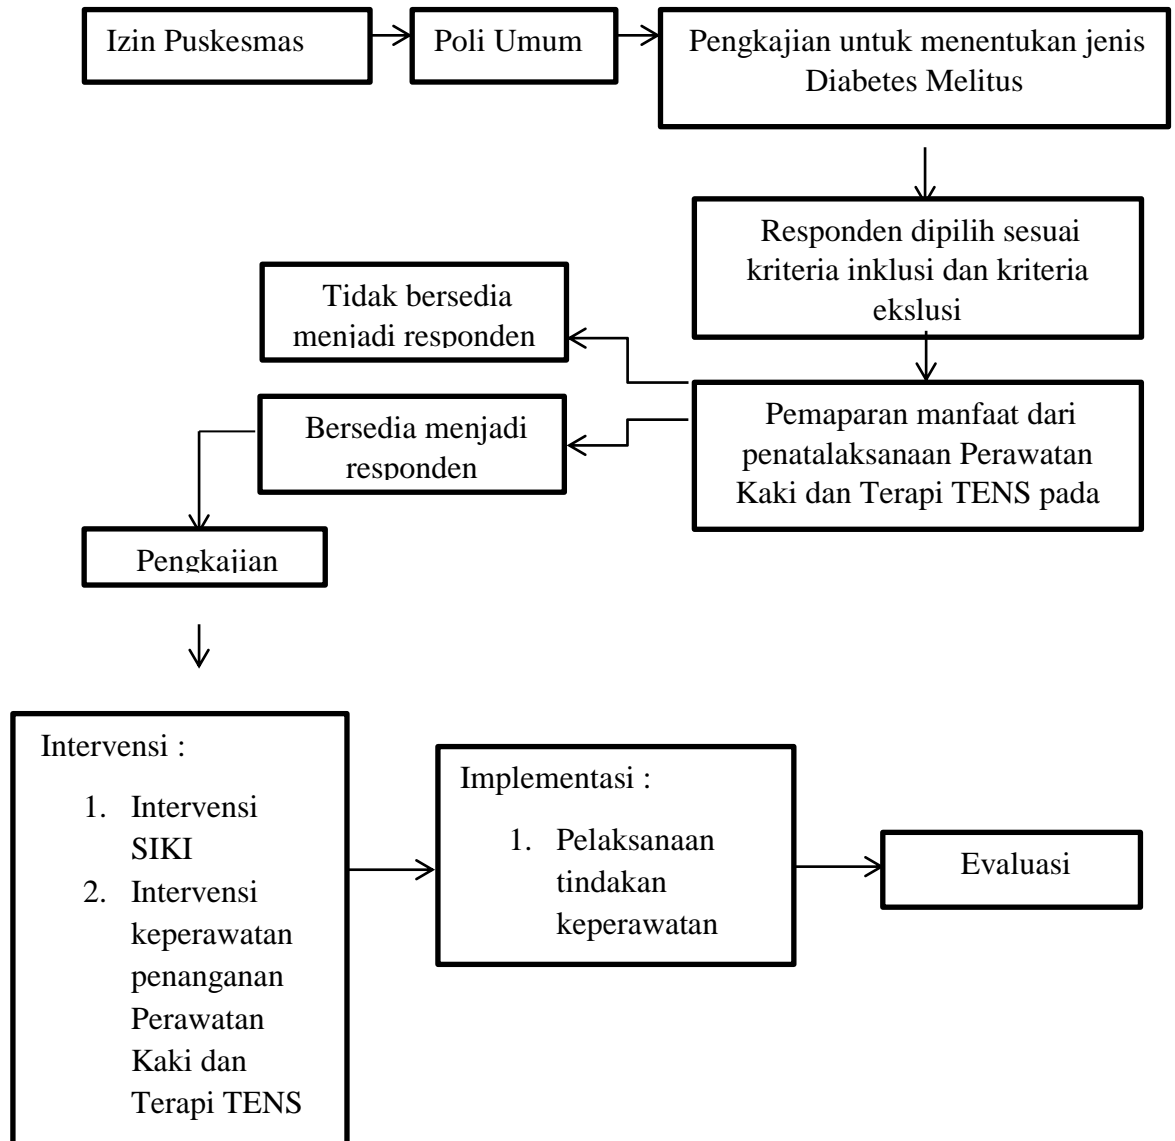 Izin Puskesmas
Poli Umum
Pengkajian untuk menentukan jenis
Diabetes Melitus
Responden dipilih sesuai
kriteria inklusi dan kriteria
ekslusi
Tidak bersedia
menjadi responden
Pemaparan manfaat dari
penatalaksanaan Perawatan
Kaki dan Terapi TENS pada
Bersedia menjadi
responden
Pengkajian
Intervensi :
1. Intervensi
SIKI
2. Intervensi
keperawatan
penanganan
Perawatan
Kaki dan
Terapi TENS
Implementasi :
1. Pelaksanaan
tindakan
keperawatan
Evaluasi